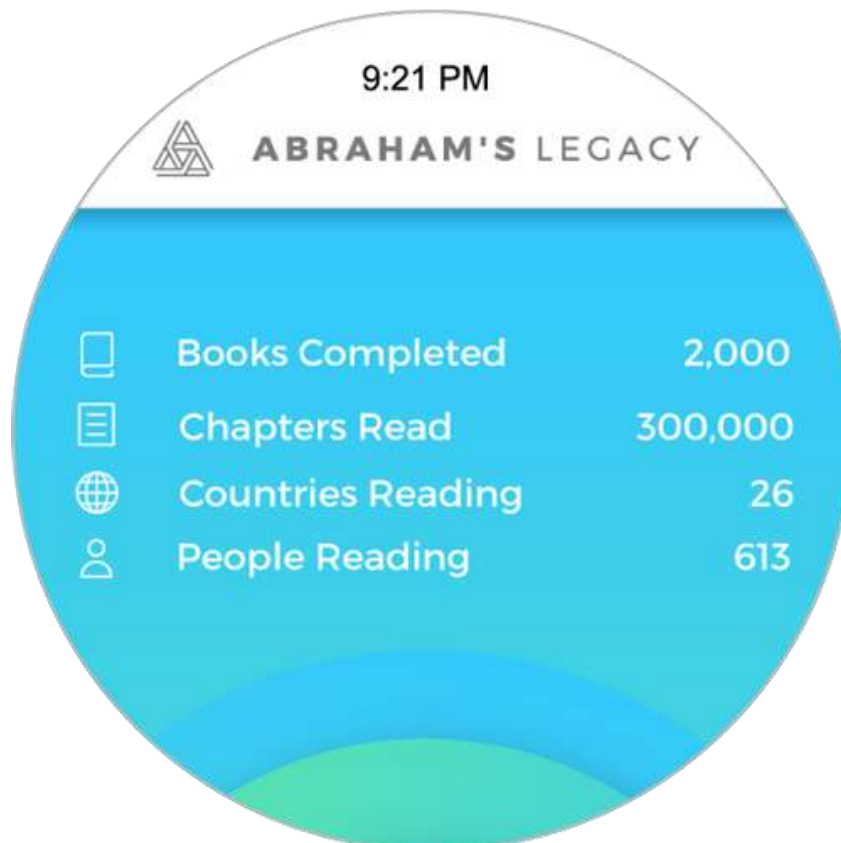 9:21 PM
ABRAHAM'S LEGACY
Books Completed 2,000
Chapters Read 300,000
Countries Reading 26
People Reading 613